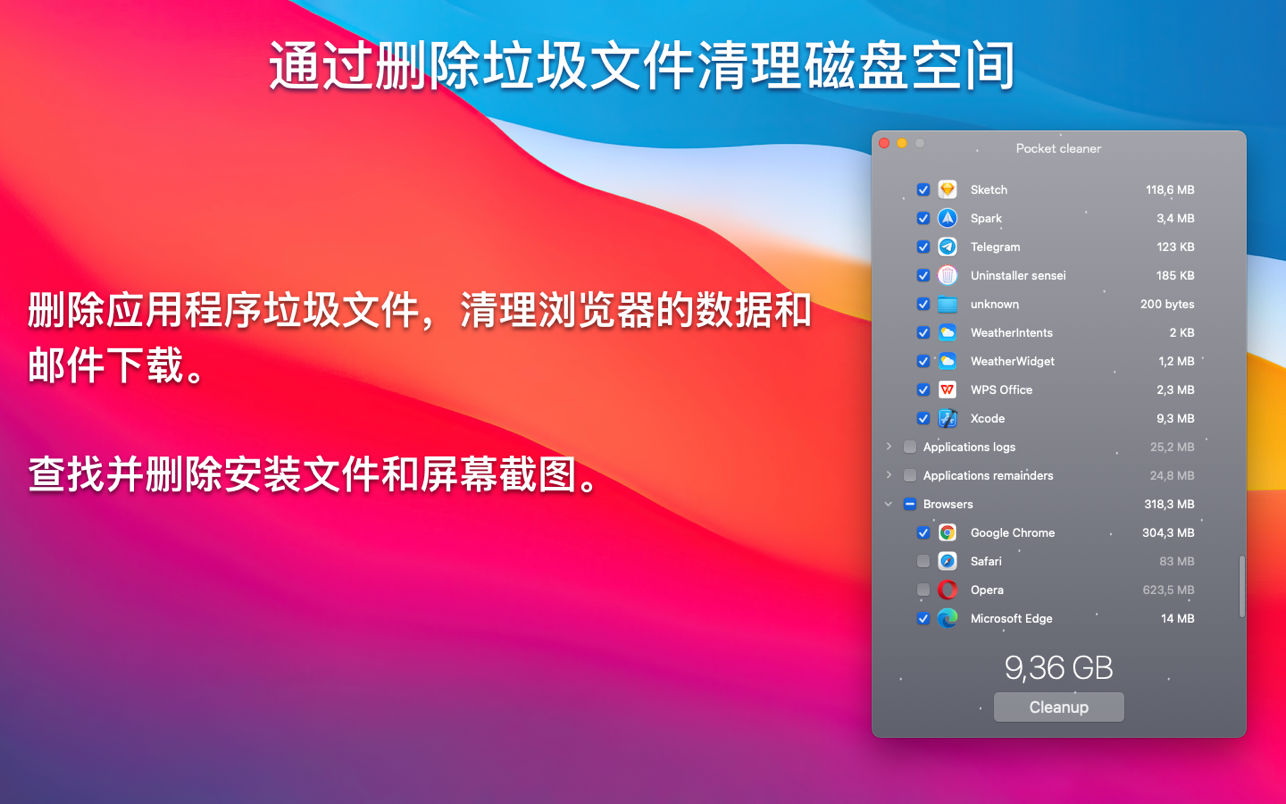 通过删除垃圾文件清理磁盘空间
删除应用程序垃圾文件，清理浏览器的数据和
邮件下载。
查找并删除安装文件和屏幕截图。
Pocket cleaner
Sketch 118,6 MB
Spark 3,4 MB
Telegram 123 KB
Uninstaller sensei 185 KB
unknown 200 bytes
WeatherIntents 2 KB
WeatherWidget 1,2 MB
WPS Office 2,3 MB
Xcode 9,3 MB
Applications logs 25,2 MB
Applications remainders 24,8 MB
Browsers 318,3 MB
Google Chrome 304,3 MB
Safari 83 MB
Opera 623,5 MB
Microsoft Edge 14 MB
9,36 GB
Cleanup